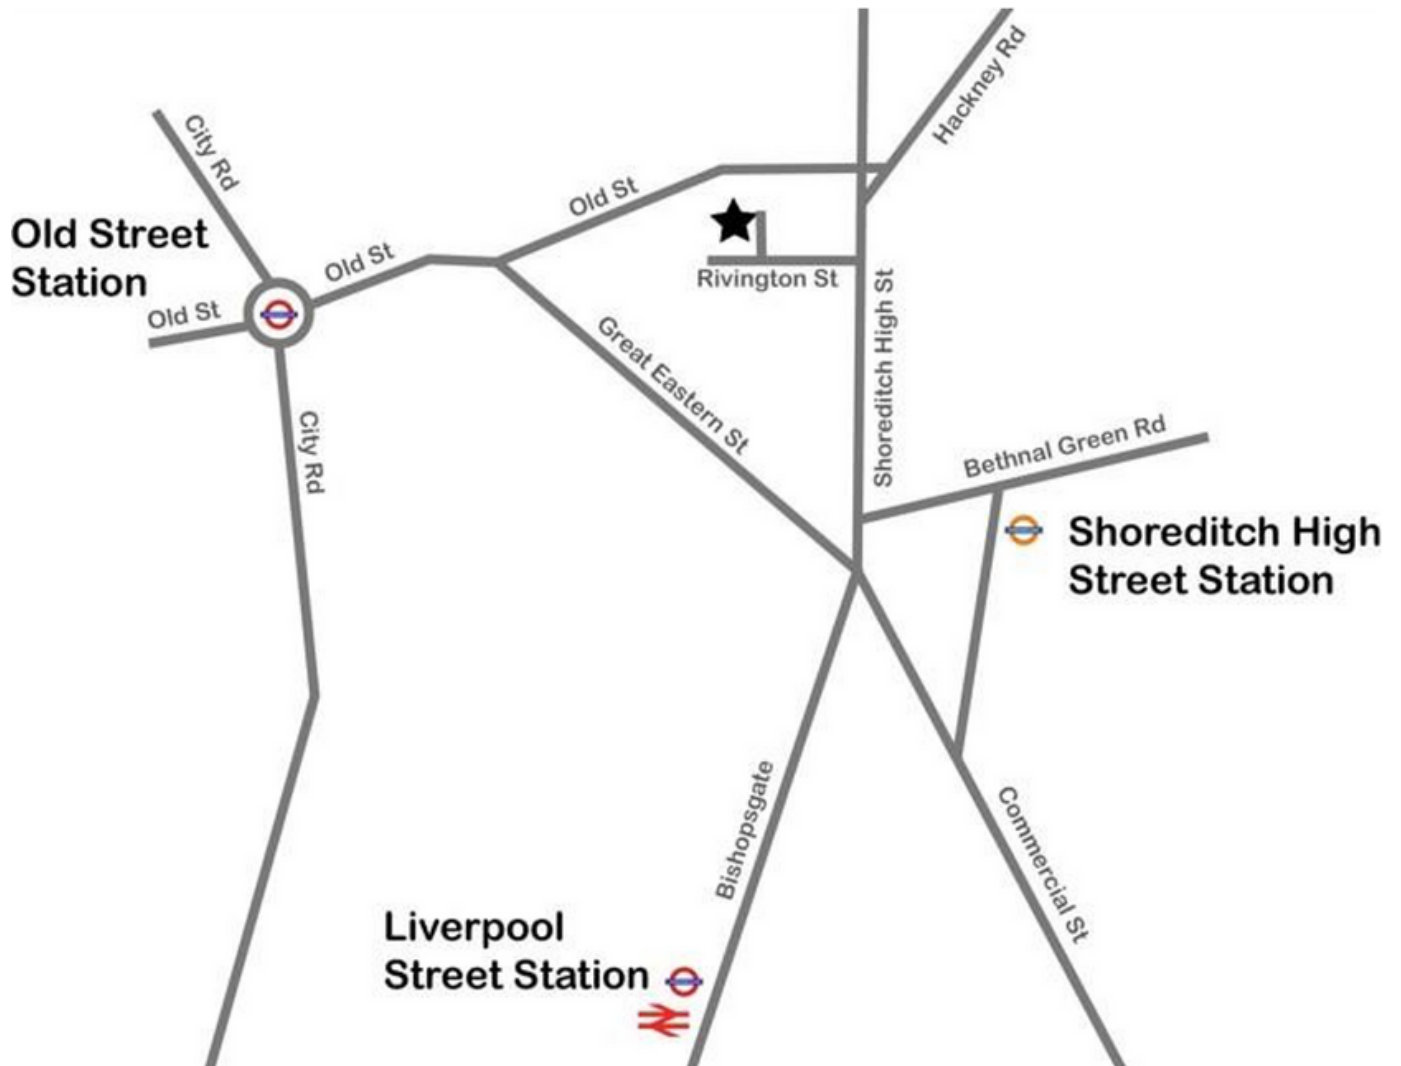 Hackney Rd
City Rd
Old St
Old Street
Station
Old St
Old St
Rivington St
Shoreditch High St
Great Eastern St
City Rd
Bethnal Green Rd
Shoreditch High
Street Station
Bishopsgate
Commercial St
Liverpool
Street Station